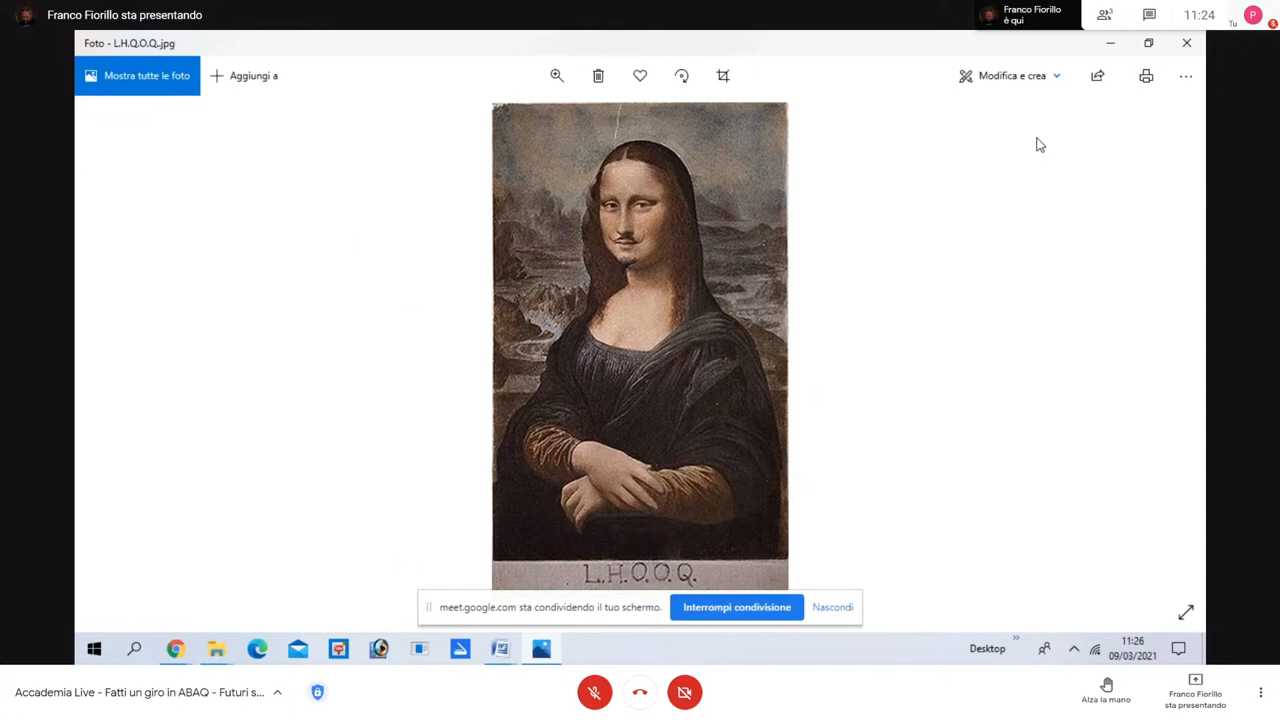 Franco Fiorillo sta presentando
Franco Fiorillo
è qui
3
11:24
Tu
P
Foto - L.H.Q.O.Q..jpg
Mostra tutte le foto
Aggiungi a
Modifica e crea
L.H.O.O.Q.
meet.google.com sta condividendo il tuo schermo.
Interrompi condivisione
Nascondi
Desktop
11:26
09/03/2021
Accademia Live - Fatti un giro in ABAQ - Futuri s...
Alza la mano
Franco Fiorillo
sta presentando